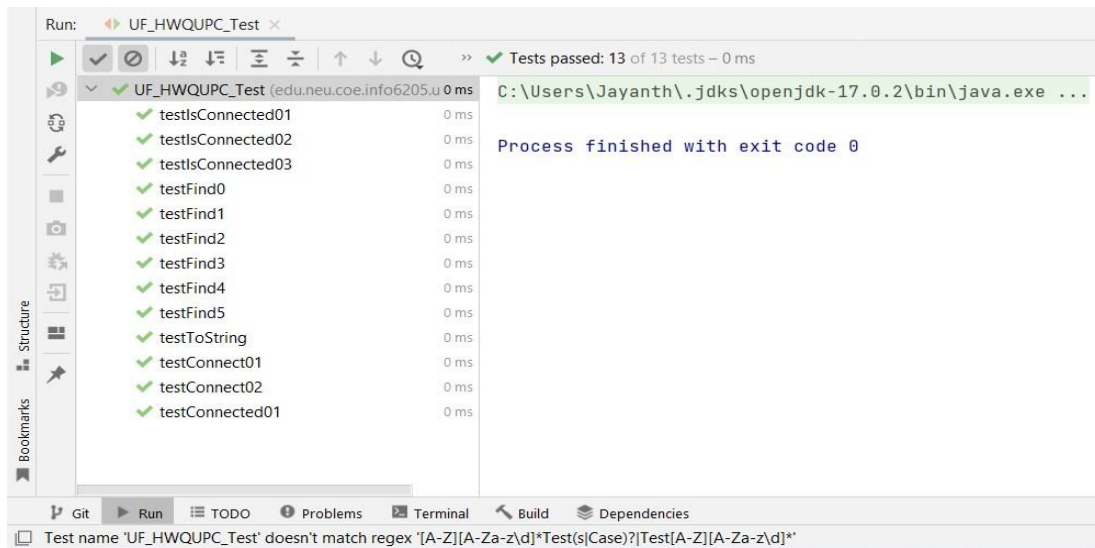 Run: UF_HWQUPC_Test
Tests passed: 13 of 13 tests – 0 ms
UF_HWQUPC_Test (edu.neu.coe.info6205.u 0 ms
testIsConnected01 0 ms
testIsConnected02 0 ms
testIsConnected03 0 ms
testFind0 0 ms
testFind1 0 ms
testFind2 0 ms
testFind3 0 ms
testFind4 0 ms
testFind5 0 ms
testToString 0 ms
testConnect01 0 ms
testConnect02 0 ms
testConnected01 0 ms
C:\Users\Jayanth\.jdks\openjdk-17.0.2\bin\java.exe ...
Process finished with exit code 0
Structure
Bookmarks
Git Run TODO Problems Terminal Build Dependencies
Test name 'UF_HWQUPC_Test' doesn't match regex '[A-Z][A-Za-z\d]*Test(s|Case)?|Test[A-Z][A-Za-z\d]*'